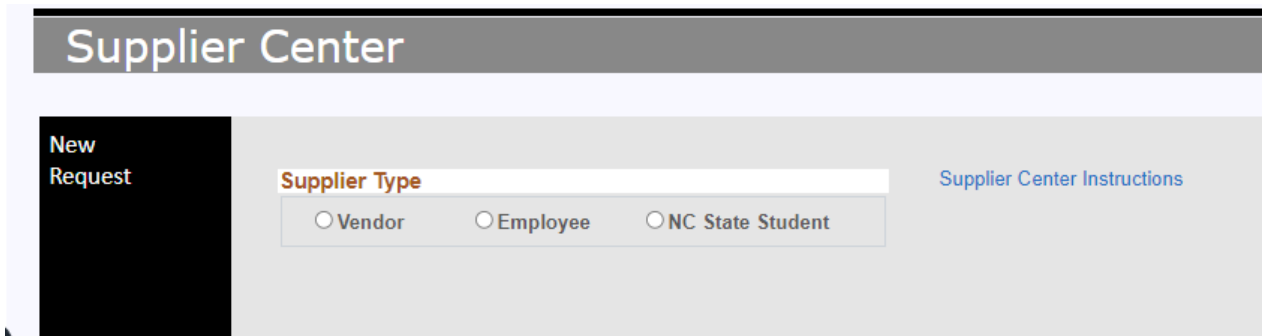 Supplier Center
New
Request
Supplier Type
Supplier Center Instructions
Vendor Employee NC State Student